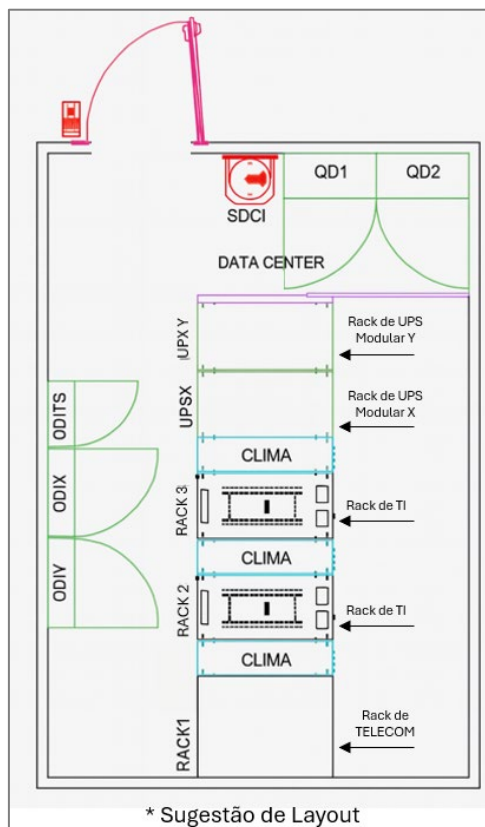 SDCI
QD1
QD2
DATA CENTER
UPX Y
Rack de UPS
Modular Y
UPSX
Rack de UPS
Modular X
ODITS
CLIMA
ODIX
RACK 3
Rack de TI
CLIMA
ODIY
RACK 2
Rack de TI
CLIMA
RACK1
Rack de
TELECOM
* Sugestão de Layout